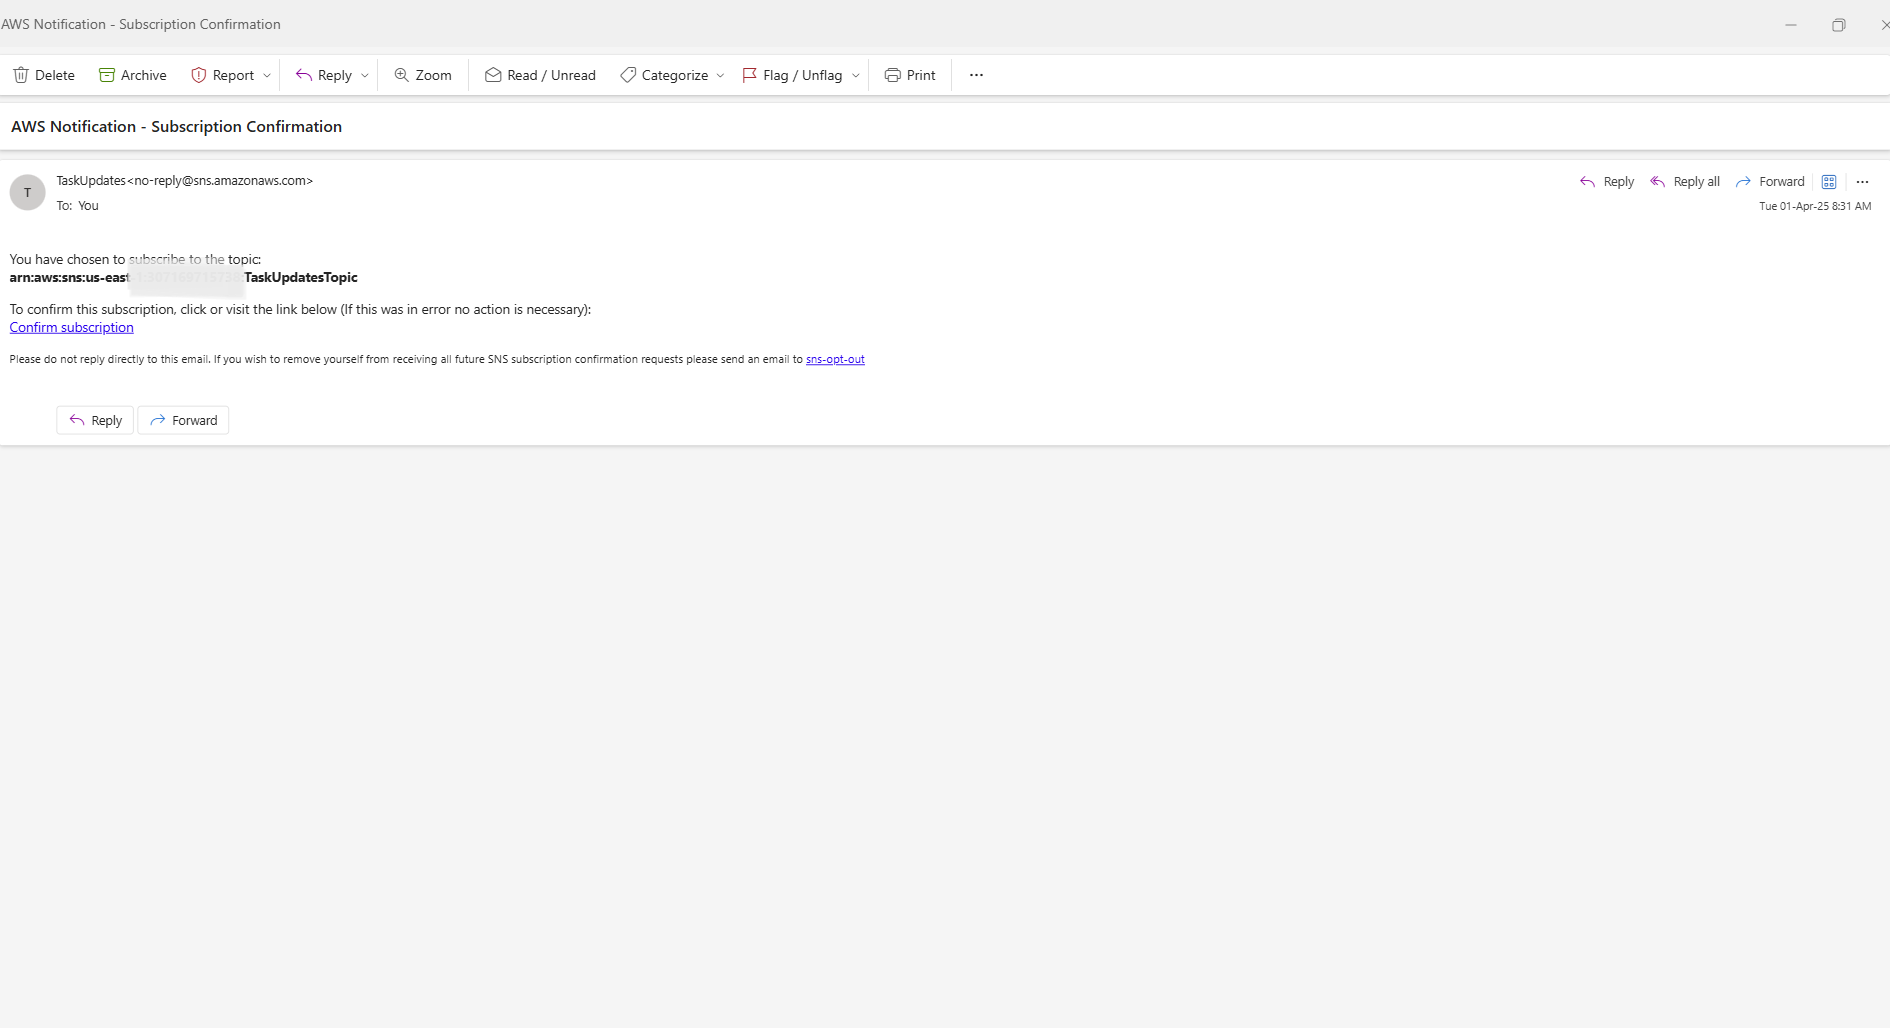 AWS Notification - Subscription Confirmation
Delete Archive Report Reply Zoom Read / Unread Categorize Flag / Unflag Print
AWS Notification - Subscription Confirmation
T
TaskUpdates<no-reply@sns.amazonaws.com>
To: You
Reply Reply all Forward
Tue 01-Apr-25 8:31 AM
You have chosen to subscribe to the topic:
arn:aws:sns:us-east TaskUpdatesTopic
To confirm this subscription, click or visit the link below (If this was in error no action is necessary):
Confirm subscription
Please do not reply directly to this email. If you wish to remove yourself from receiving all future SNS subscription confirmation requests please send an email to sns-opt-out
Reply Forward